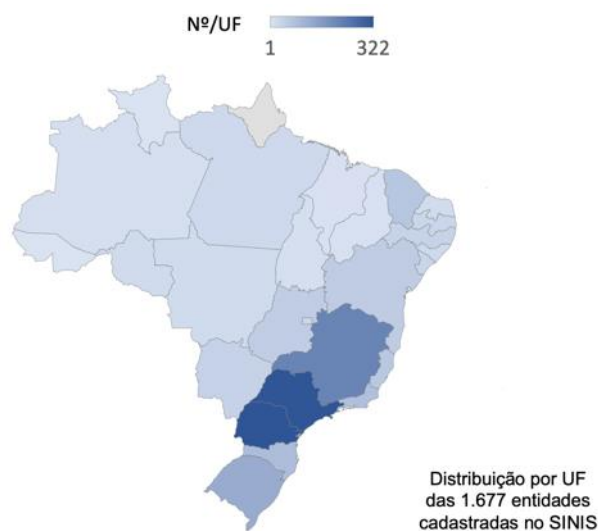 Nº/UF
1 322
Distribuição por UF
das 1.677 entidades
cadastradas no SINIS